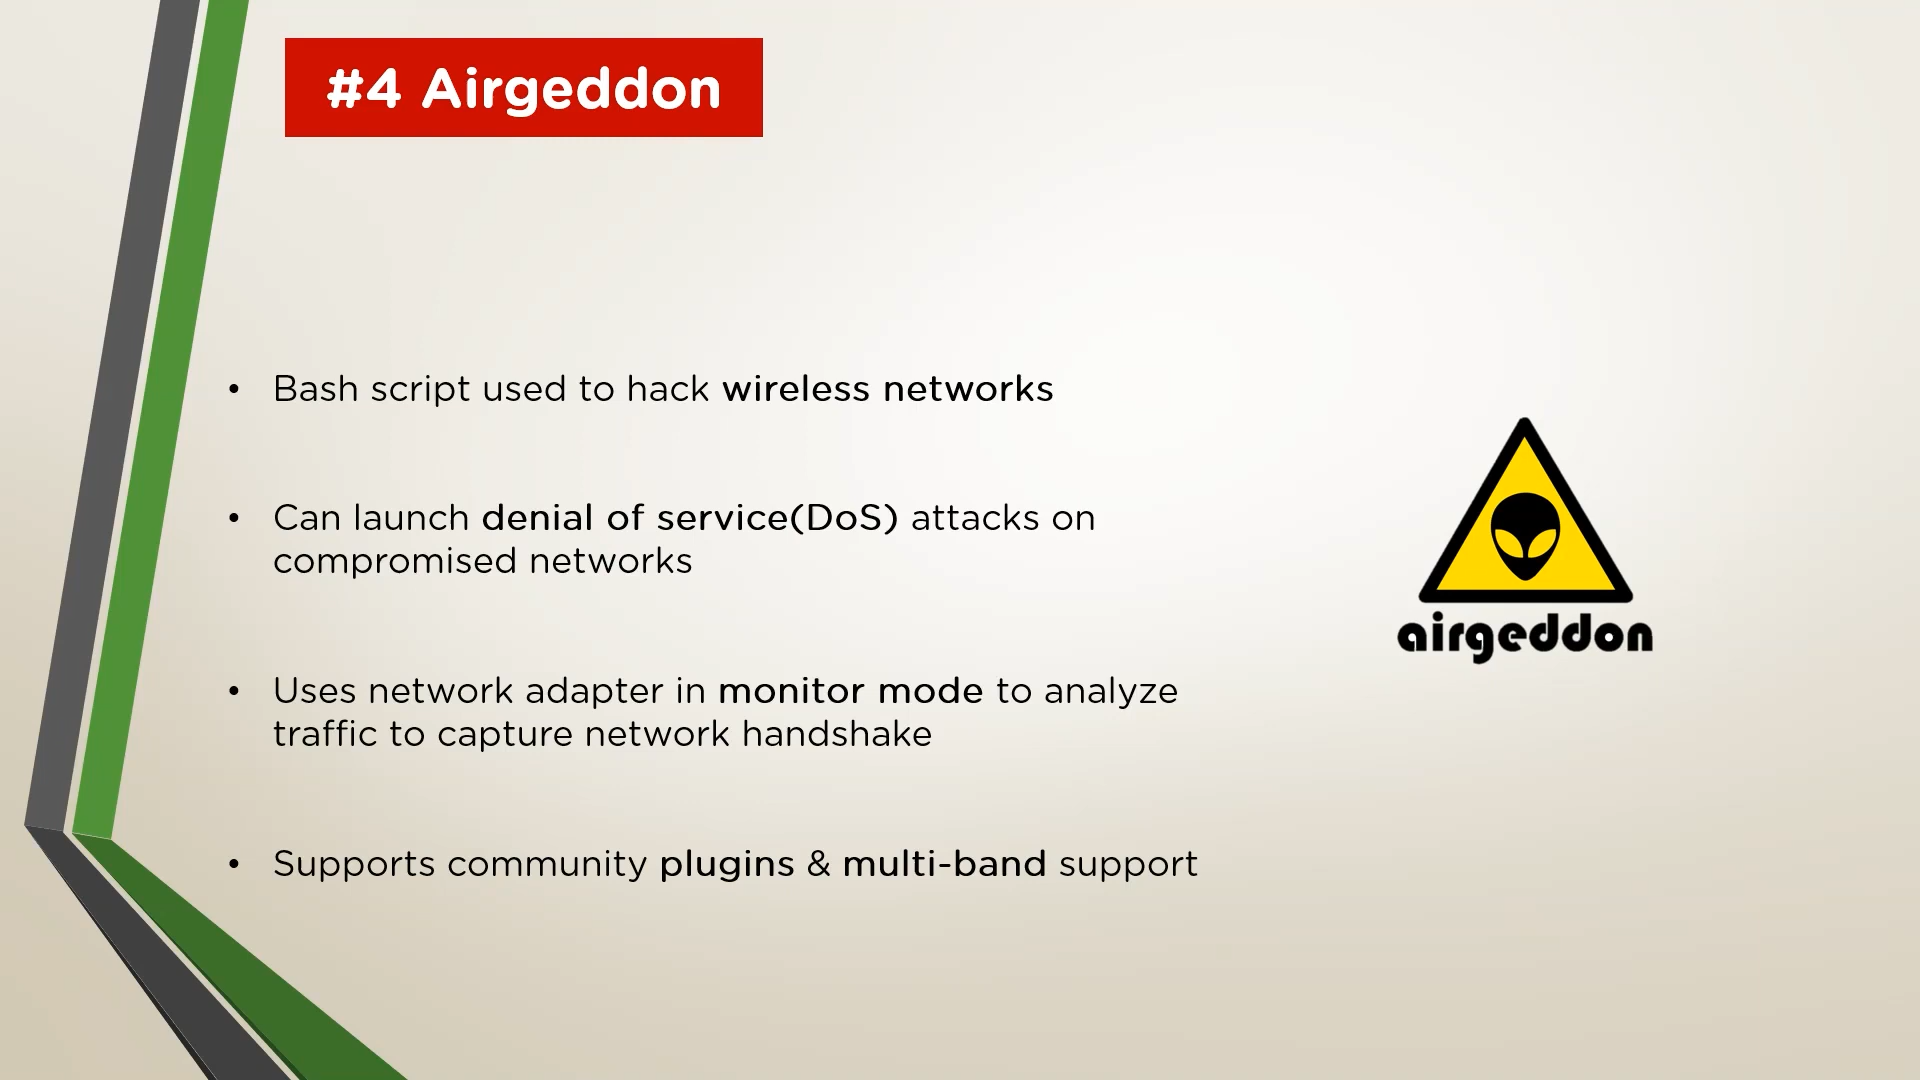 #4 Airgeddon
• Bash script used to hack wireless networks
• Can launch denial of service(DoS) attacks on
compromised networks
• Uses network adapter in monitor mode to analyze
traffic to capture network handshake
• Supports community plugins & multi-band support
airgeddon